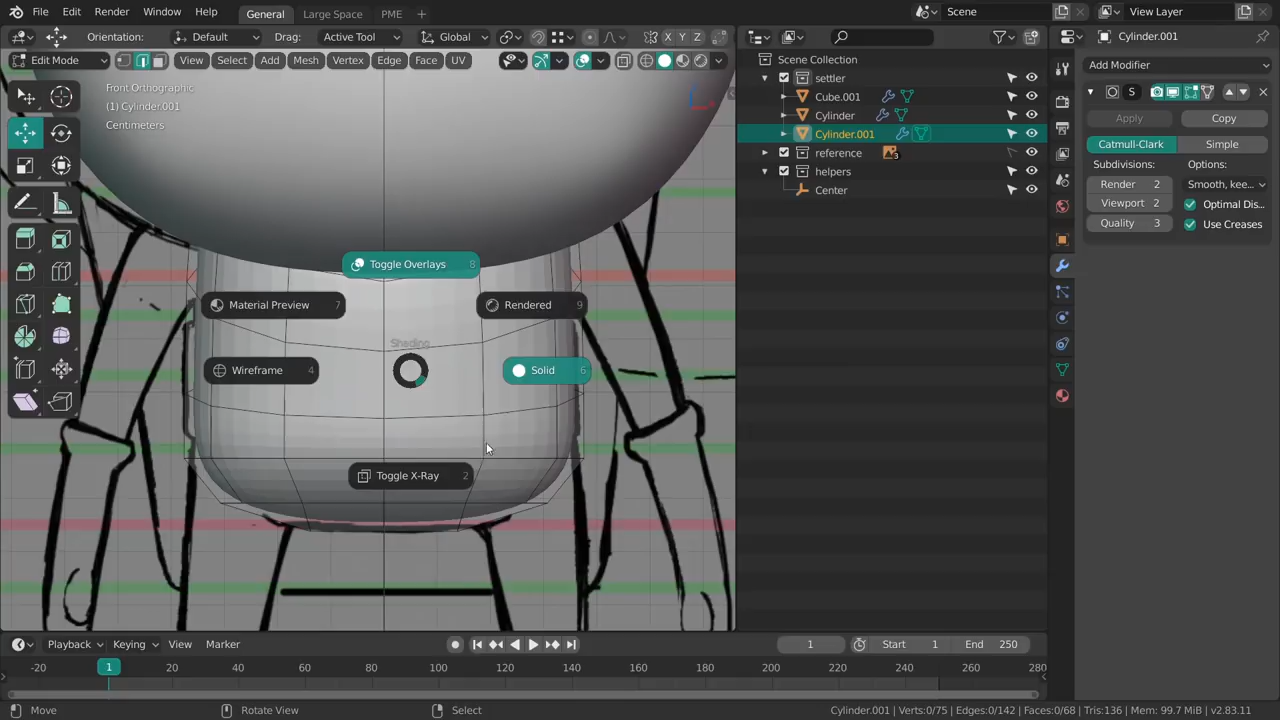 File Edit Render Window Help General Large Space PME Scene View Layer
Orientation: Default Drag: Active Tool Global X Y Z Cylinder.001
Edit Mode View Select Add Mesh Vertex Edge Face UV Scene Collection Add Modifier
Front Orthographic settler
(1) Cylinder.001 Cube.001 S
Centimeters Cylinder Apply Copy
Cylinder.001 Catmull-Clark Simple
reference 3 Subdivisions: Options:
helpers Render 2 Smooth, kee...
Center Viewport 2 Optimal Dis...
Quality 3 Use Creases
Toggle Overlays 8
Material Preview 7 Rendered 9
Shading
Wireframe 4 Solid 6
Toggle X-Ray 2
Playback Keying View Marker 1 Start 1 End 250
-20 1 20 40 60 80 100 120 140 160 180 200 220 240 260 280
Move Rotate View Select Cylinder.001 | Verts:0/75 | Edges:0/142 | Faces:0/68 | Tris:136 | Mem: 99.7 MiB | v2.83.11